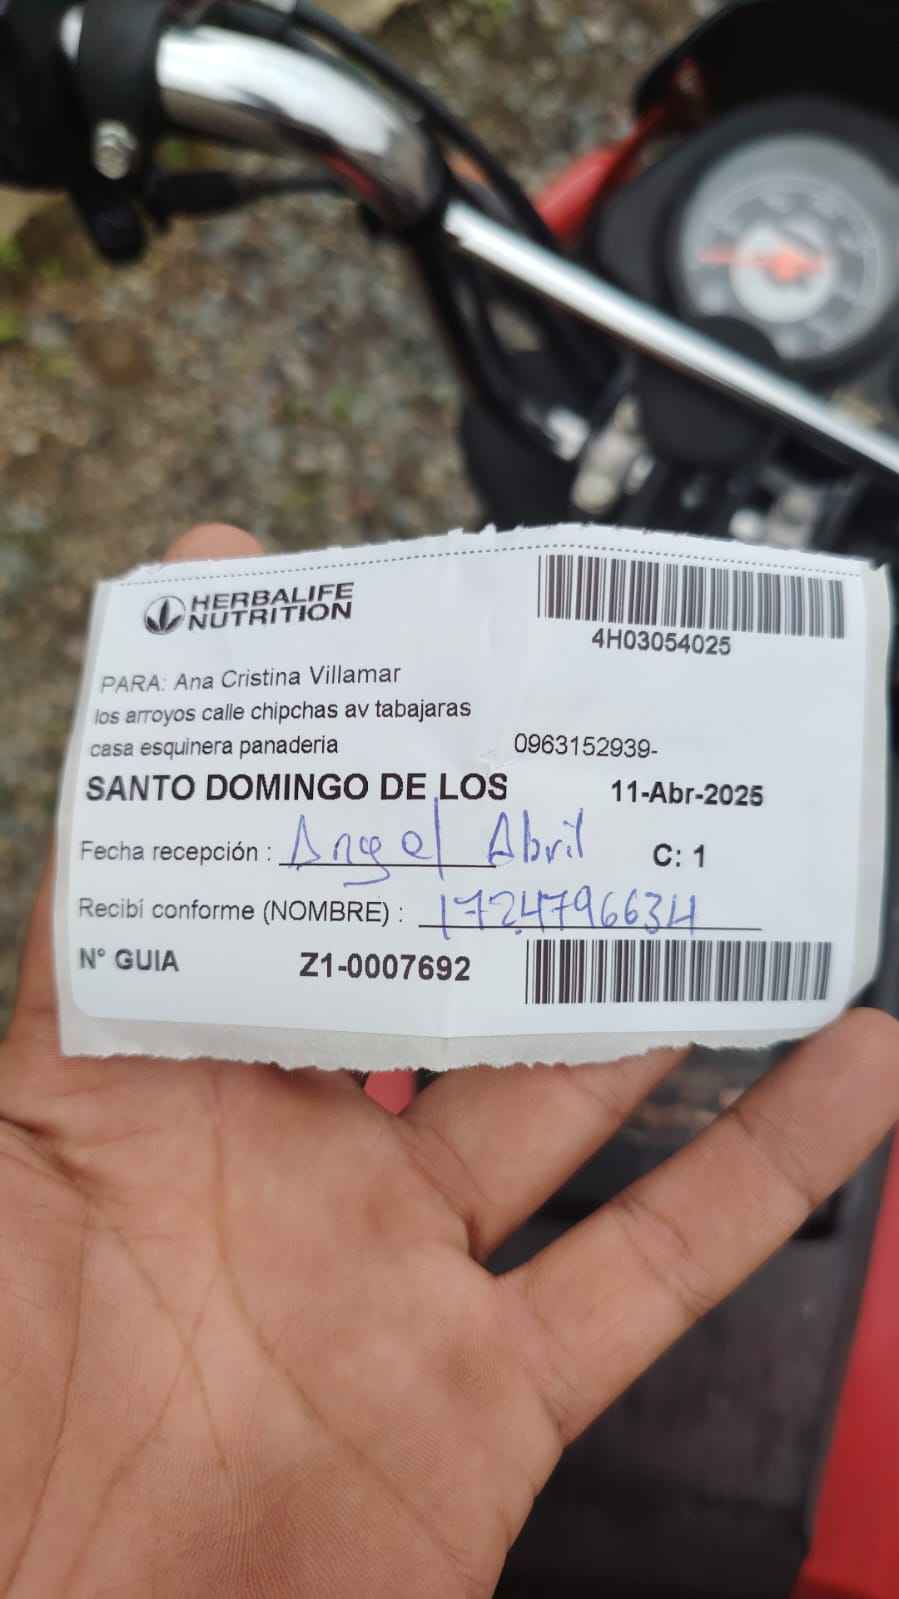 HERBALIFE
NUTRITION
4H03054025
PARA: Ana Cristina Villamar
los arroyos calle chipchas av tabajaras
casa esquinera panaderia 0963152939-
SANTO DOMINGO DE LOS 11-Abr-2025
Fecha recepción : Angel Abril C: 1
Recibí conforme (NOMBRE) : 1724796634
N° GUIA Z1-0007692